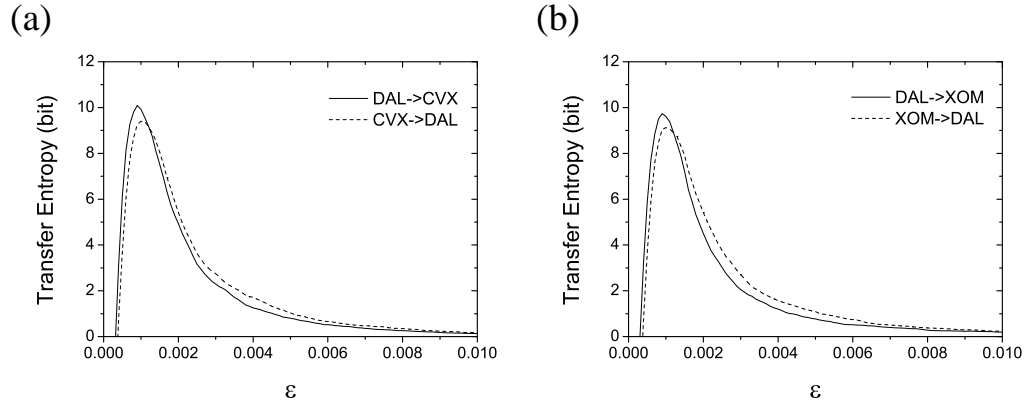 (a)
12
10
8
6
4
2
0
Transfer Entropy (bit)
DAL->CVX
CVX->DAL
0.000 0.002 0.004 0.006 0.008 0.010
ε
(b)
12
10
8
6
4
2
0
Transfer Entropy (bit)
DAL->XOM
XOM->DAL
0.000 0.002 0.004 0.006 0.008 0.010
ε